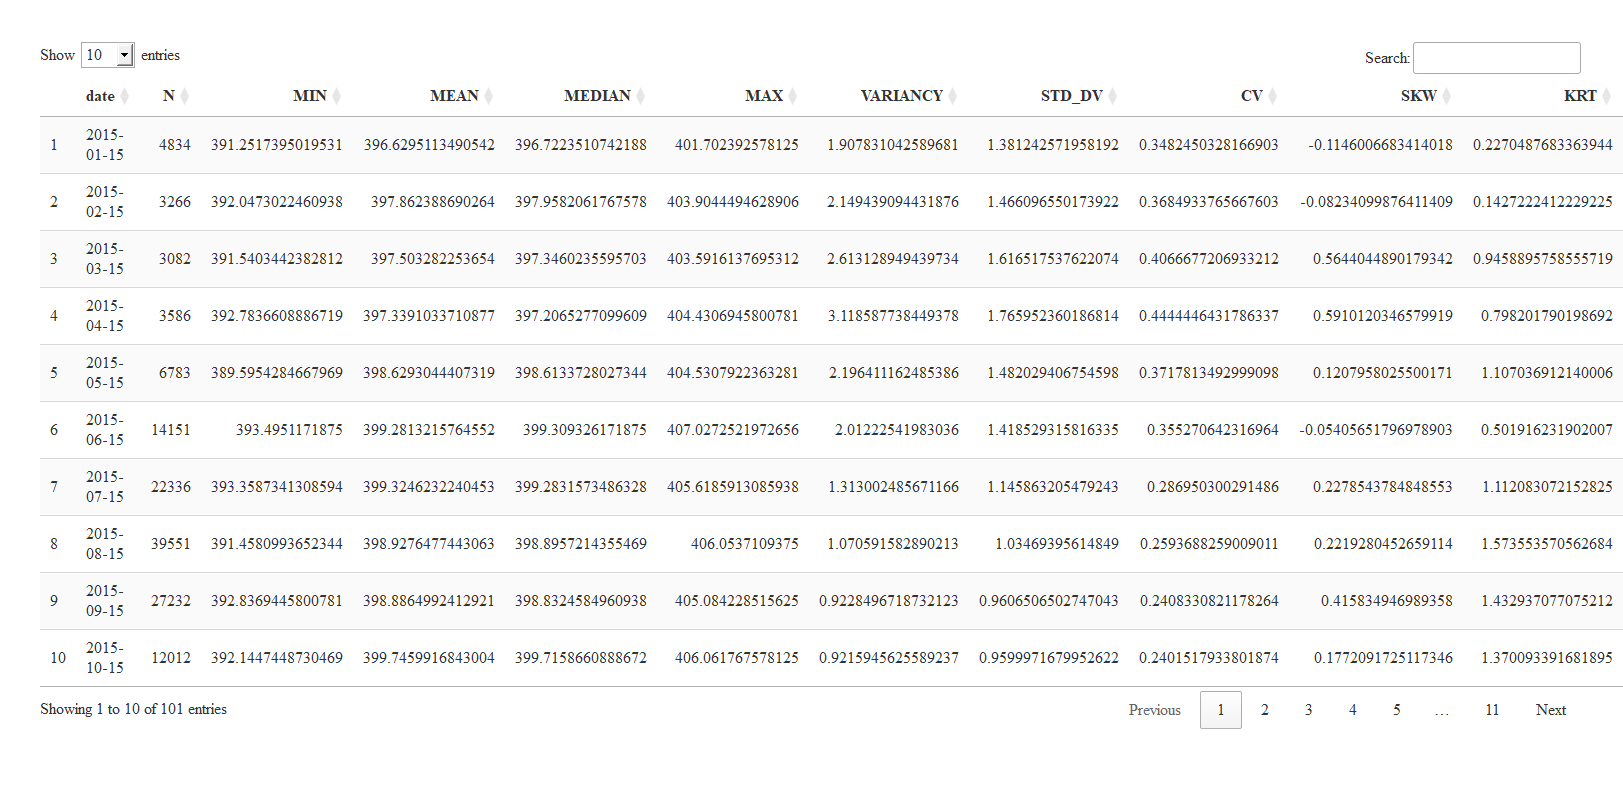 Show 10 entries Search:
date N MIN MEAN MEDIAN MAX VARIANCY STD_DV CV SKW KRT
1 2015-01-15 4834 391.2517395019531 396.6295113490542 396.7223510742188 401.702392578125 1.907831042589681 1.381242571958192 0.3482450328166903 -0.1146006683414018 0.2270487683363944
2 2015-02-15 3266 392.0473022460938 397.862388690264 397.9582061767578 403.9044494628906 2.149439094431876 1.466096550173922 0.3684933765667603 -0.08234099876411409 0.1427222412229225
3 2015-03-15 3082 391.5403442382812 397.503282253654 397.3460235595703 403.5916137695312 2.613128949439734 1.616517537622074 0.4066677206933212 0.5644044890179342 0.9458895758555719
4 2015-04-15 3586 392.7836608886719 397.3391033710877 397.2065277099609 404.4306945800781 3.118587738449378 1.765952360186814 0.4444446431786337 0.5910120346579919 0.798201790198692
5 2015-05-15 6783 389.5954284667969 398.6293044407319 398.6133728027344 404.5307922363281 2.196411162485386 1.482029406754598 0.3717813492999098 0.1207958025500171 1.107036912140006
6 2015-06-15 14151 393.4951171875 399.2813215764552 399.309326171875 407.0272521972656 2.01222541983036 1.418529315816335 0.355270642316964 -0.05405651796978903 0.501916231902007
7 2015-07-15 22336 393.3587341308594 399.3246232240453 399.2831573486328 405.6185913085938 1.313002485671166 1.145863205479243 0.286950300291486 0.2278543784848553 1.112083072152825
8 2015-08-15 39551 391.4580993652344 398.9276477443063 398.8957214355469 406.0537109375 1.070591582890213 1.03469395614849 0.2593688259009011 0.2219280452659114 1.573553570562684
9 2015-09-15 27232 392.8369445800781 398.8864992412921 398.8324584960938 405.084228515625 0.9228496718732123 0.9606506502747043 0.2408330821178264 0.415834946989358 1.432937077075212
10 2015-10-15 12012 392.1447448730469 399.7459916843004 399.7158660888672 406.061767578125 0.9215945625589237 0.9599971679952622 0.2401517933801874 0.1772091725117346 1.370093391681895
Showing 1 to 10 of 101 entries Previous 1 2 3 4 5 … 11 Next